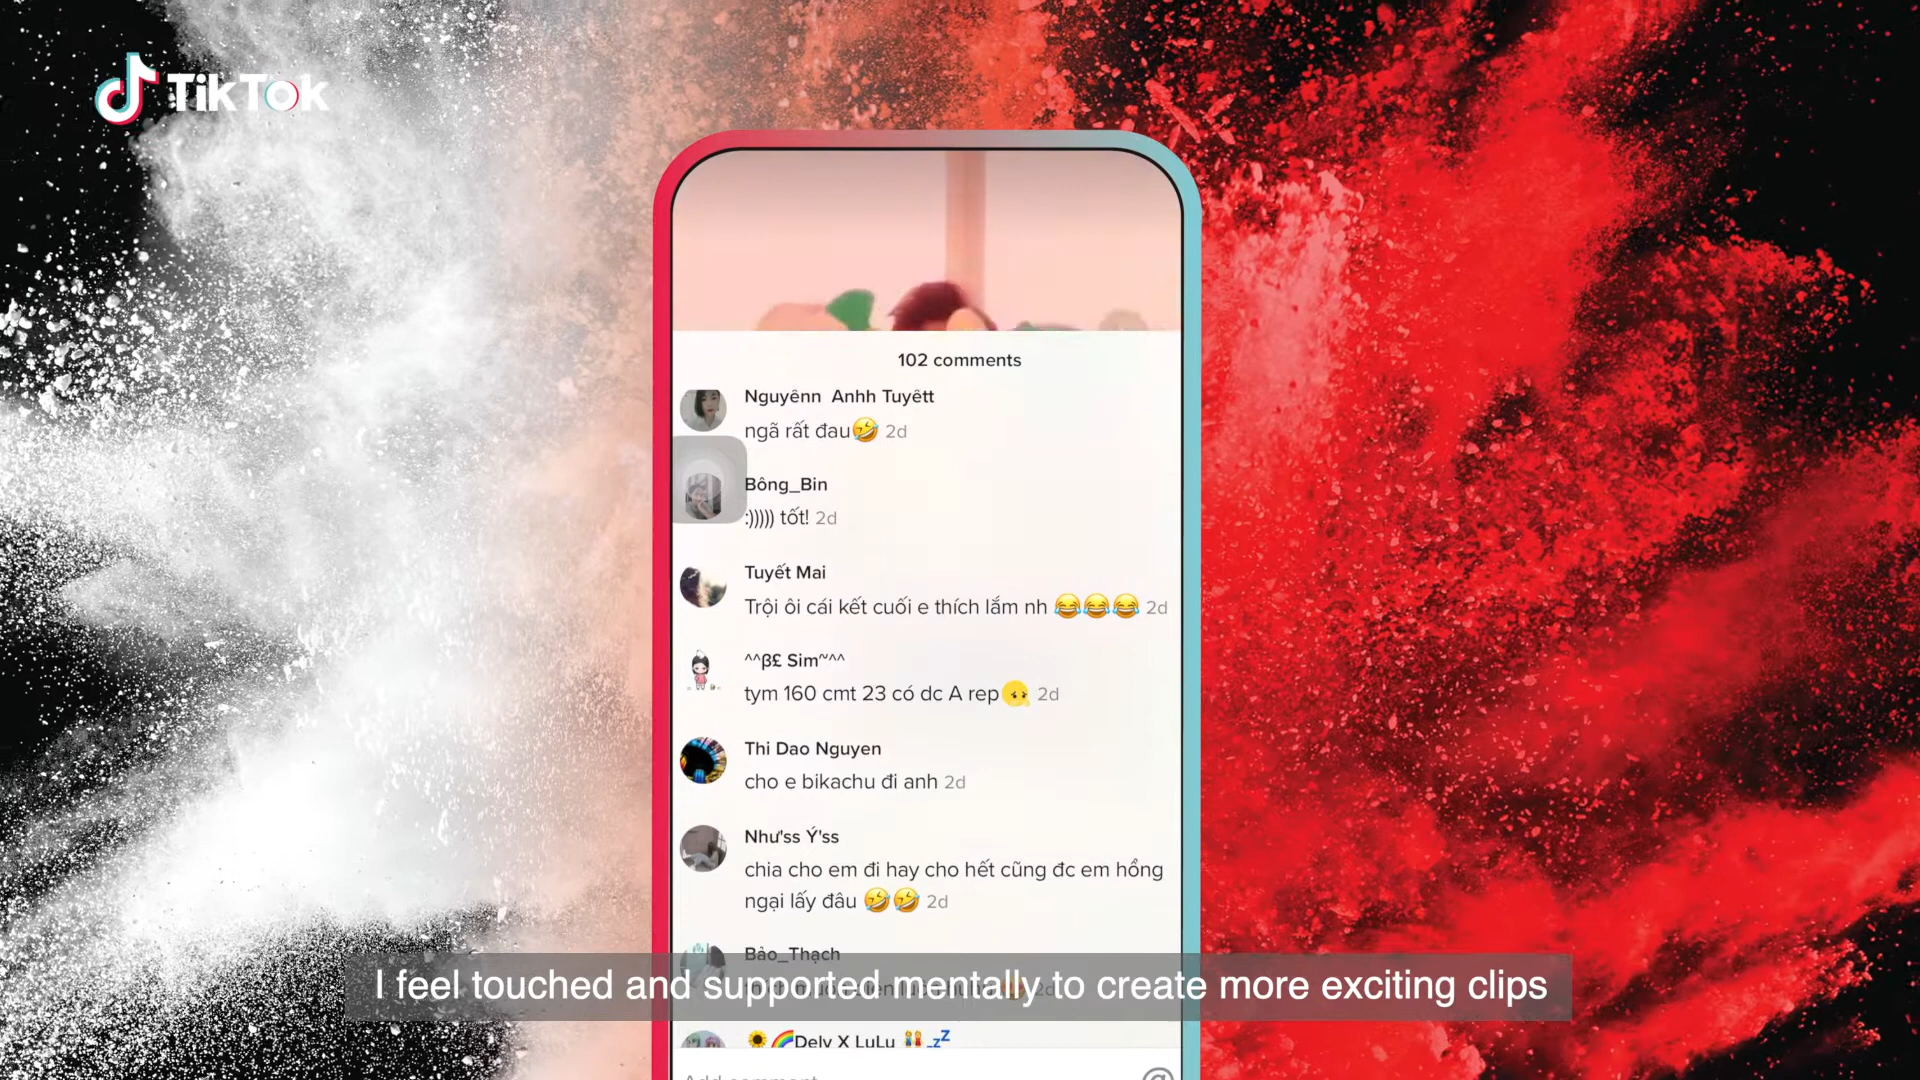 TikTok
102 comments
Nguyênn Anhh Tuyêtt
ngã rất đau🤣 2d
Bông_Bin
:))))) tốt! 2d
Tuyết Mai
Trội ôi cái kết cuối e thích lắm nh 😂😂😂 2d
^^β£ Sim~^^
tym 160 cmt 23 có dc A rep 2d
Thi Dao Nguyen
cho e bikachu đi anh 2d
Như'ss Ý'ss
chia cho em đi hay cho hết cũng đc em hổng
ngại lấy đâu 🤣🤣 2d
Bảo_Thạch
I feel touched and supported mentally to create more exciting clips
🌻🌈Dely X LuLu 👭💤
Add comment
@